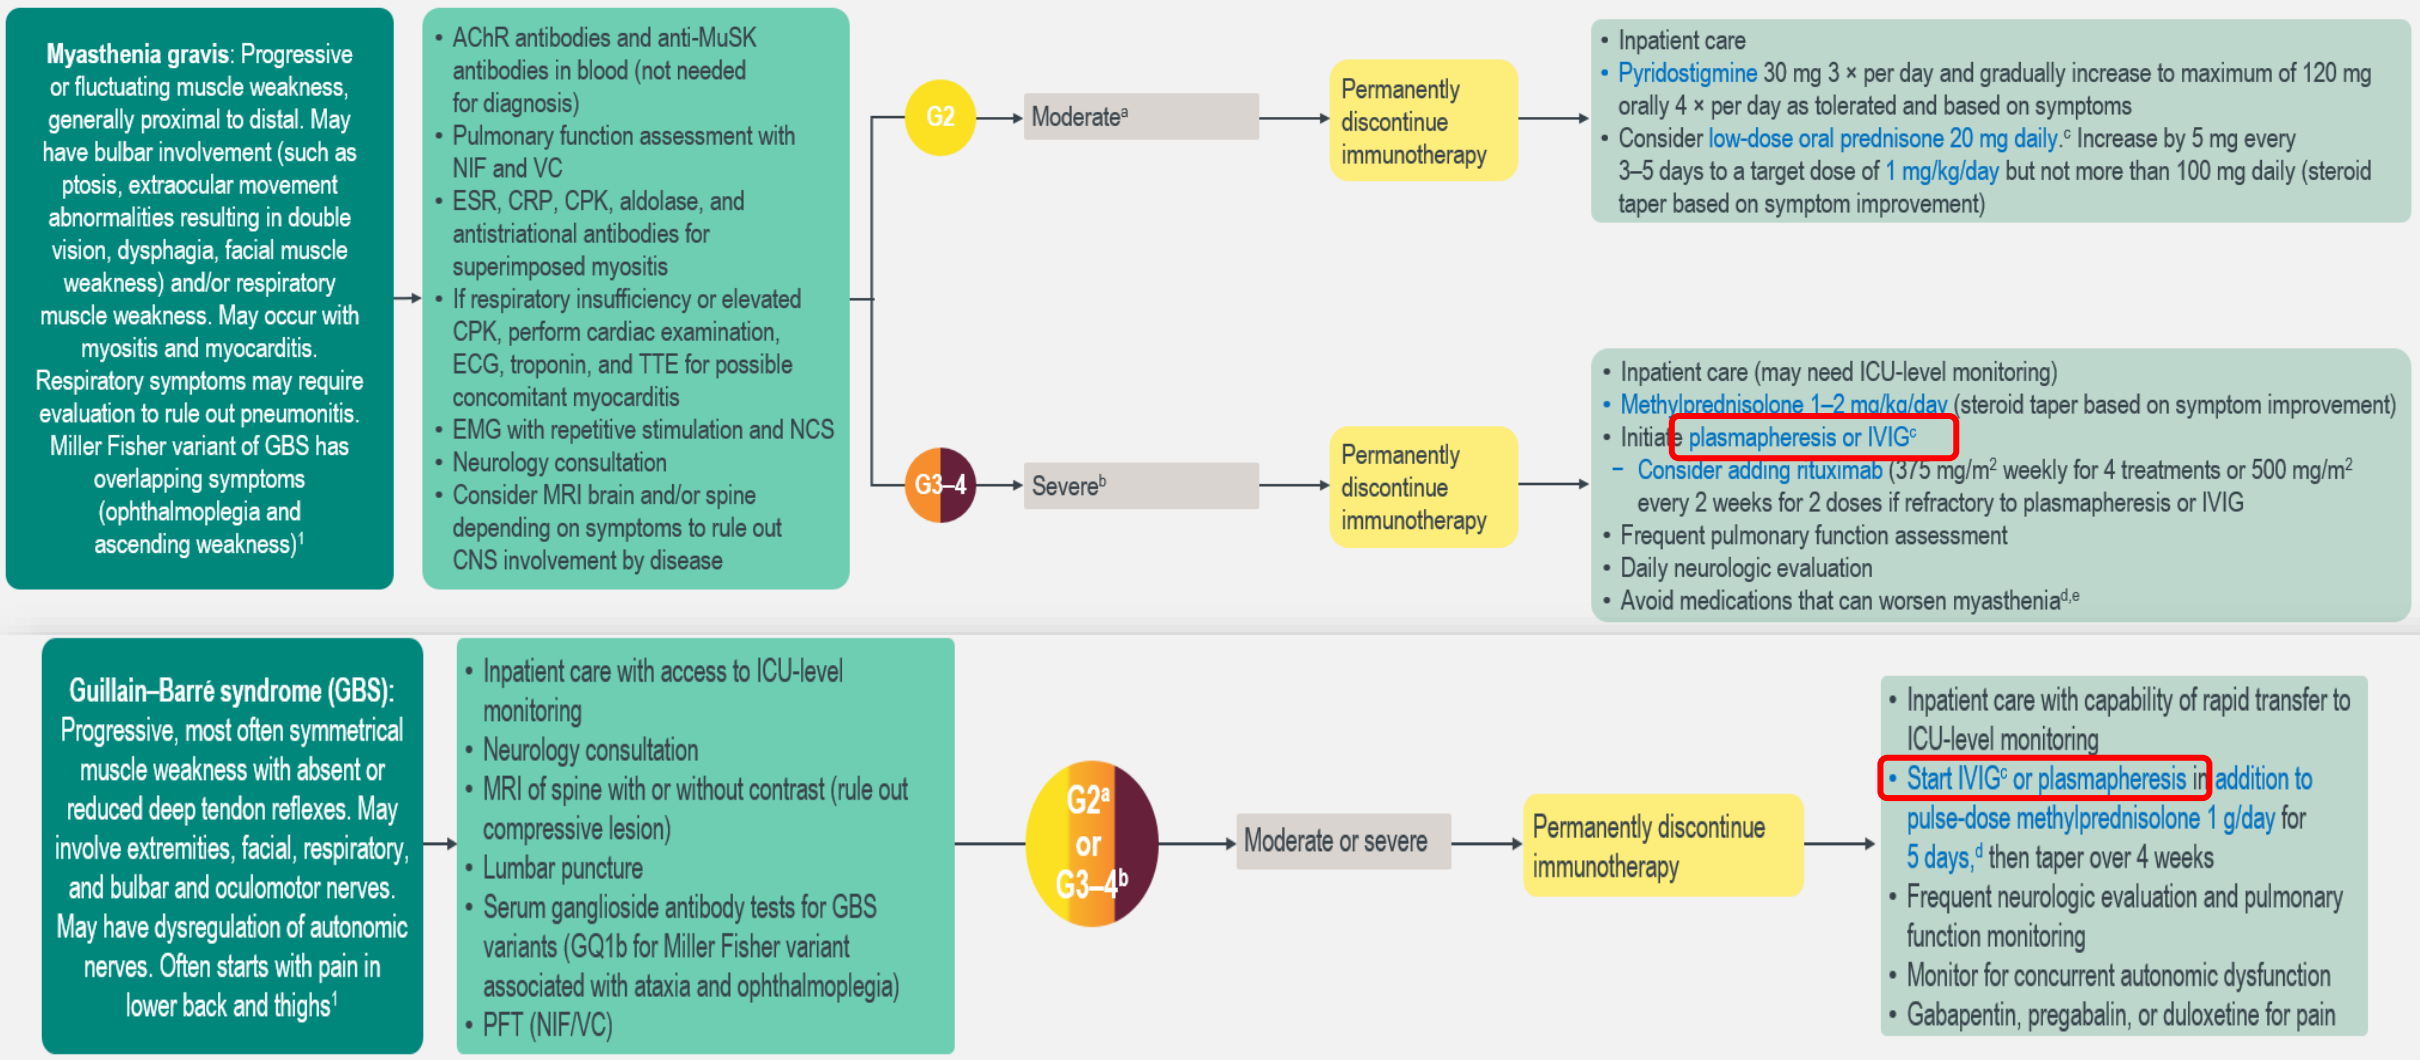 Myasthenia gravis: Progressive
or fluctuating muscle weakness,
generally proximal to distal. May
have bulbar involvement (such as
ptosis, extraocular movement
abnormalities resulting in double
vision, dysphagia, facial muscle
weakness) and/or respiratory
muscle weakness. May occur with
myositis and myocarditis.
Respiratory symptoms may require
evaluation to rule out pneumonitis.
Miller Fisher variant of GBS has
overlapping symptoms
(ophthalmoplegia and
ascending weakness)¹
• AChR antibodies and anti-MuSK
antibodies in blood (not needed
for diagnosis)
• Pulmonary function assessment with
NIF and VC
• ESR, CRP, CPK, aldolase, and
antistriational antibodies for
superimposed myositis
• If respiratory insufficiency or elevated
CPK, perform cardiac examination,
ECG, troponin, and TTE for possible
concomitant myocarditis
• EMG with repetitive stimulation and NCS
• Neurology consultation
• Consider MRI brain and/or spine
depending on symptoms to rule out
CNS involvement by disease
G2
Moderateᵃ
Permanently
discontinue
immunotherapy
• Inpatient care
• Pyridostigmine 30 mg 3 × per day and gradually increase to maximum of 120 mg
orally 4 × per day as tolerated and based on symptoms
• Consider low-dose oral prednisone 20 mg daily.ᶜ Increase by 5 mg every
3–5 days to a target dose of 1 mg/kg/day but not more than 100 mg daily (steroid
taper based on symptom improvement)
G3–4
Severeᵇ
Permanently
discontinue
immunotherapy
• Inpatient care (may need ICU-level monitoring)
• Methylprednisolone 1–2 mg/kg/day (steroid taper based on symptom improvement)
• Initiate plasmapheresis or IVIGᶜ
– Consider adding rituximab (375 mg/m² weekly for 4 treatments or 500 mg/m²
every 2 weeks for 2 doses if refractory to plasmapheresis or IVIG
• Frequent pulmonary function assessment
• Daily neurologic evaluation
• Avoid medications that can worsen myastheniaᵈ,ᵉ
Guillain–Barré syndrome (GBS):
Progressive, most often symmetrical
muscle weakness with absent or
reduced deep tendon reflexes. May
involve extremities, facial, respiratory,
and bulbar and oculomotor nerves.
May have dysregulation of autonomic
nerves. Often starts with pain in
lower back and thighs¹
• Inpatient care with access to ICU-level
monitoring
• Neurology consultation
• MRI of spine with or without contrast (rule out
compressive lesion)
• Lumbar puncture
• Serum ganglioside antibody tests for GBS
variants (GQ1b for Miller Fisher variant
associated with ataxia and ophthalmoplegia)
• PFT (NIF/VC)
G2ᵃ
or
G3–4ᵇ
Moderate or severe
Permanently discontinue
immunotherapy
• Inpatient care with capability of rapid transfer to
ICU-level monitoring
• Start IVIGᶜ or plasmapheresis in addition to
pulse-dose methylprednisolone 1 g/day for
5 days,ᵈ then taper over 4 weeks
• Frequent neurologic evaluation and pulmonary
function monitoring
• Monitor for concurrent autonomic dysfunction
• Gabapentin, pregabalin, or duloxetine for pain